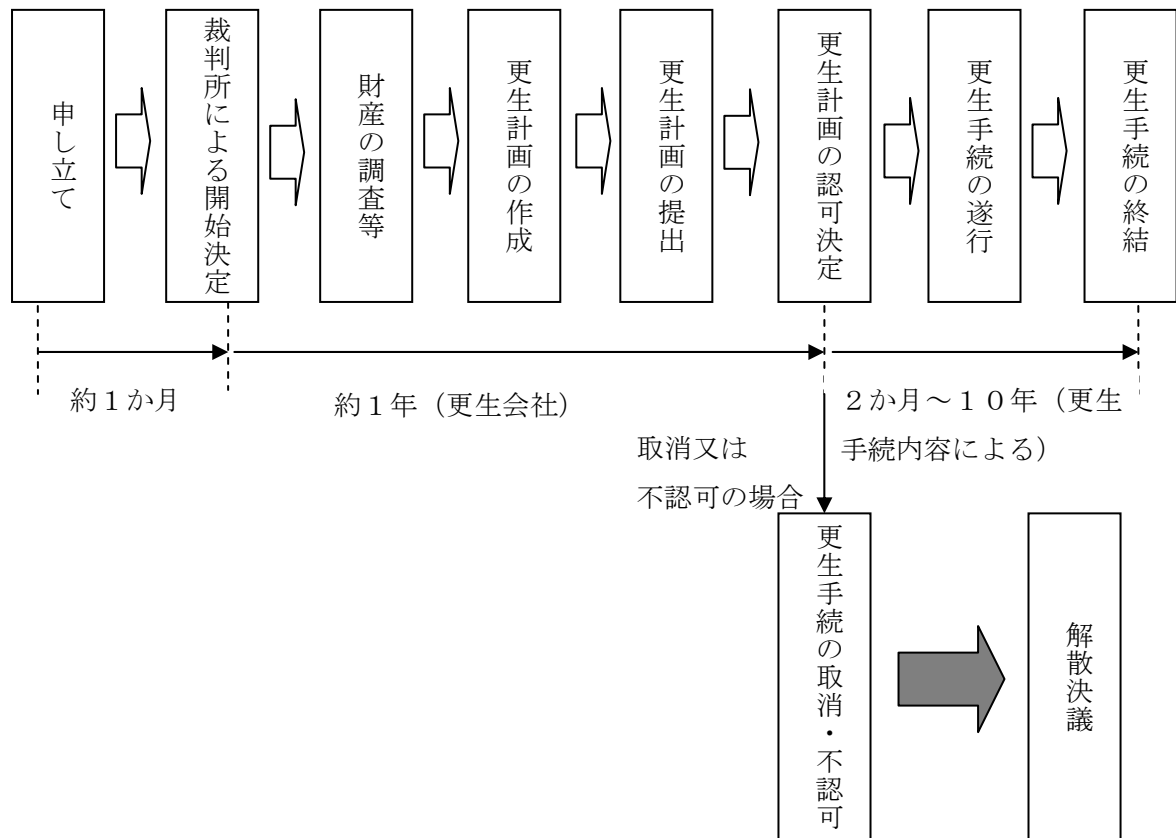 申し立て
裁判所による開始決定
財産の調査等
更生計画の作成
更生計画の提出
更生計画の認可決定
更生手続の遂行
更生手続の終結
約１か月
約１年（更生会社）
２か月～１０年（更生
手続内容による）
取消又は
不認可の場合
更生手続の取消・不認可
解散決議